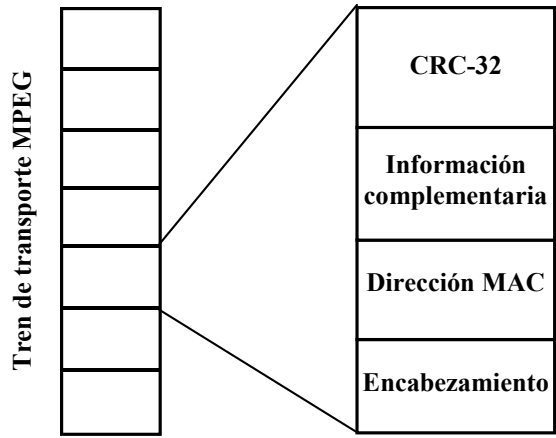 Tren de transporte MPEG
CRC-32
Información
complementaria
Dirección MAC
Encabezamiento